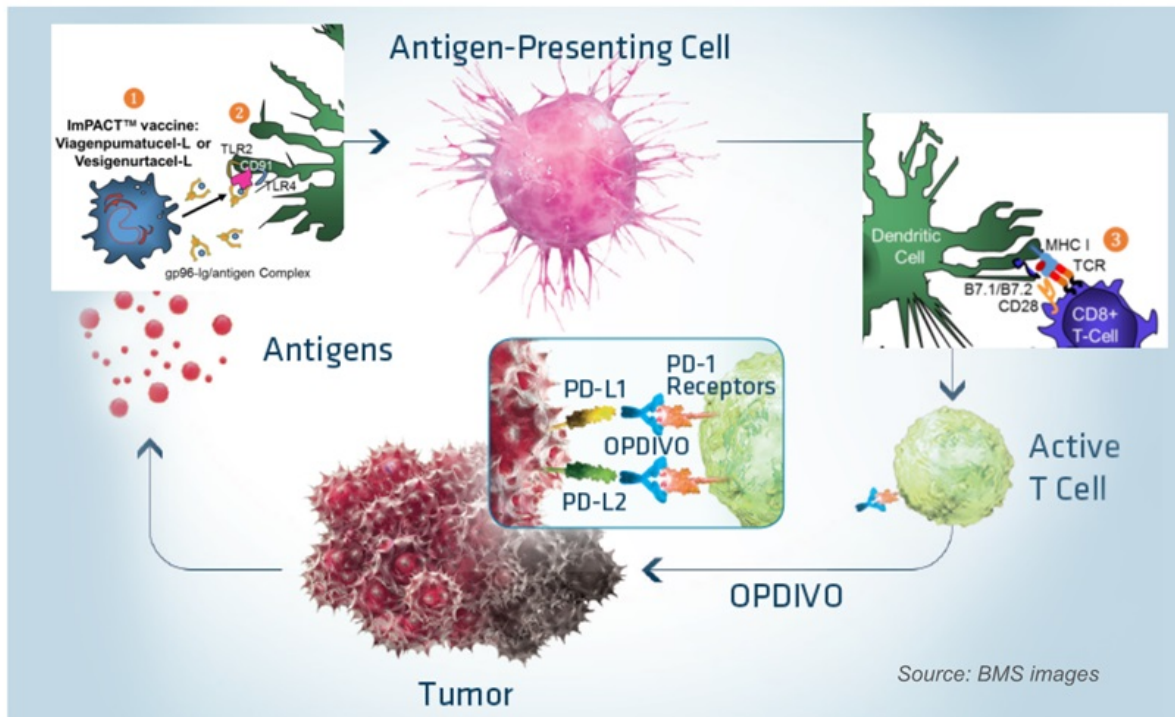 Antigen-Presenting Cell
1
ImPACT™ vaccine:
Viagenpumatucel-L or
Vesigenurtacel-L
2
TLR2
CD91
TLR4
gp96-Ig/antigen Complex
Dendritic
Cell
3
MHC I
TCR
B7.1/B7.2
CD28
CD8+
T-Cell
Antigens
PD-L1
PD-1
Receptors
OPDIVO
PD-L2
Active
T Cell
OPDIVO
Tumor
Source: BMS images